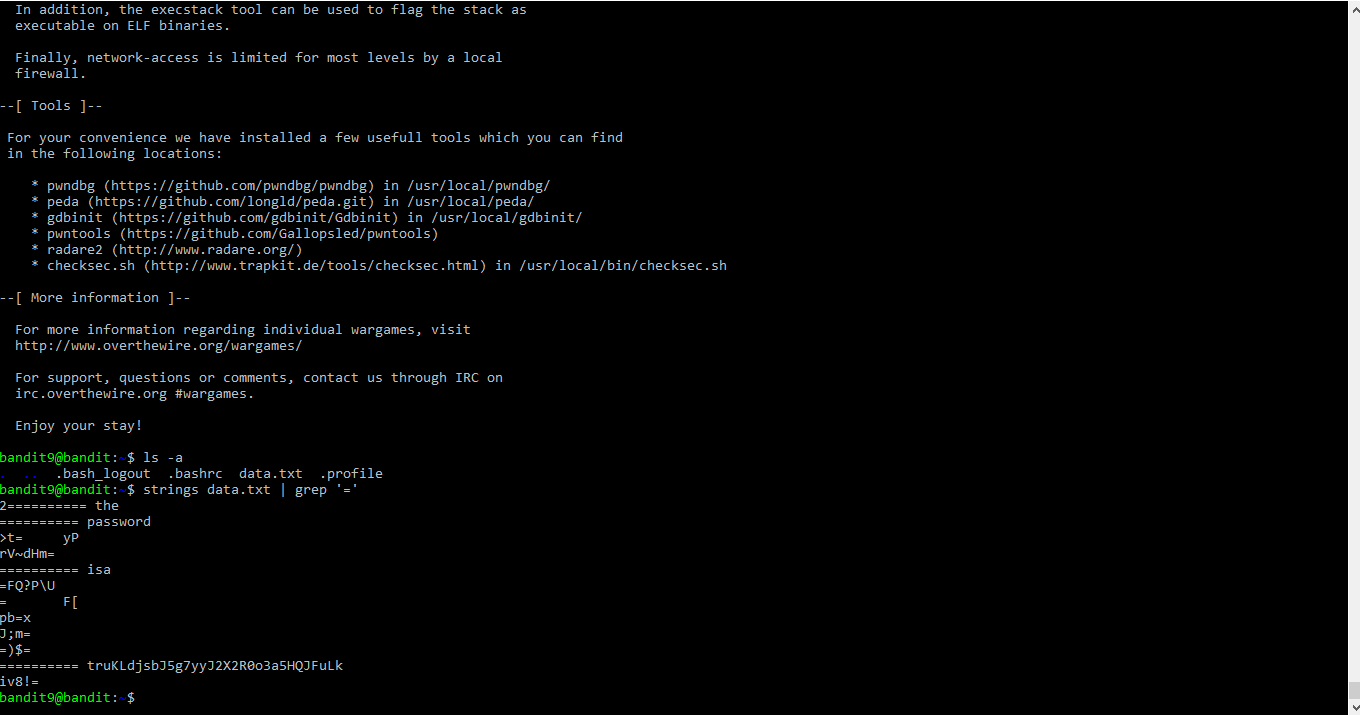 In addition, the execstack tool can be used to flag the stack as
executable on ELF binaries.
Finally, network-access is limited for most levels by a local
firewall.
--[ Tools ]--
For your convenience we have installed a few usefull tools which you can find
in the following locations:
* pwndbg (https://github.com/pwndbg/pwndbg) in /usr/local/pwndbg/
* peda (https://github.com/longld/peda.git) in /usr/local/peda/
* gdbinit (https://github.com/gdbinit/Gdbinit) in /usr/local/gdbinit/
* pwntools (https://github.com/Gallopsled/pwntools)
* radare2 (http://www.radare.org/)
* checksec.sh (http://www.trapkit.de/tools/checksec.html) in /usr/local/bin/checksec.sh
--[ More information ]--
For more information regarding individual wargames, visit
http://www.overthewire.org/wargames/
For support, questions or comments, contact us through IRC on
irc.overthewire.org #wargames.
Enjoy your stay!
bandit9@bandit:~$ ls -a
.  ..  .bash_logout  .bashrc  data.txt  .profile
bandit9@bandit:~$ strings data.txt | grep '='
2========== the
========== password
>t=     yP
rV~dHm=
========== isa
=FQ?P\U
=       F[
pb=x
J;m=
=)$=
========== truKLdjsbJ5g7yyJ2X2R0o3a5HQJFuLk
iv8!=
bandit9@bandit:~$